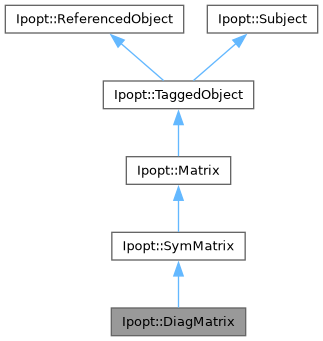 Ipopt::ReferencedObject
Ipopt::Subject
Ipopt::TaggedObject
Ipopt::Matrix
Ipopt::SymMatrix
Ipopt::DiagMatrix